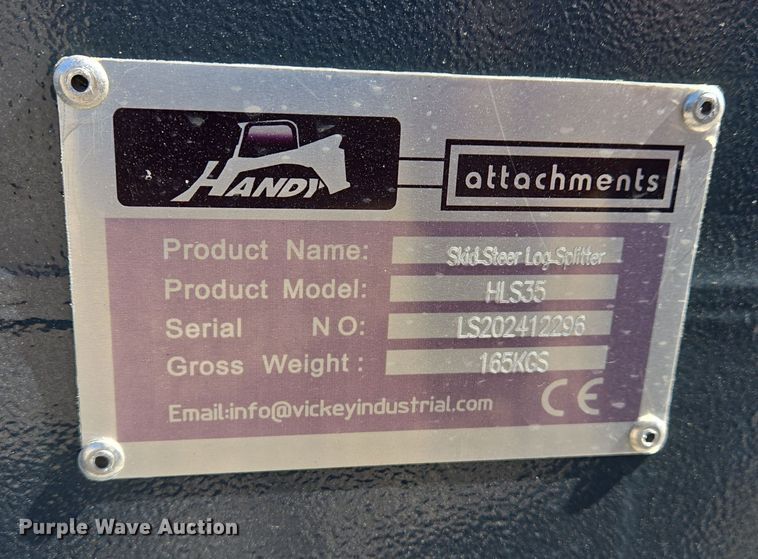 HANDY
attachments
Product Name: Skid Steer Log Splitter
Product Model: HLS35
Serial NO: LS202412296
Gross Weight: 165KGS
Email:info@vickeyindustrial.com CE
Purple Wave Auction